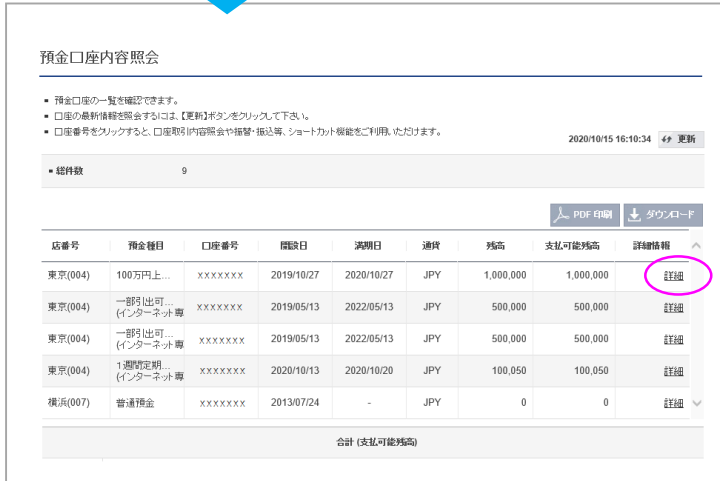 預金口座内容照会
▪ 預金口座の一覧を確認できます。
▪ 口座の最新情報を照会するには、【更新】ボタンをクリックして下さい。
▪ 口座番号をクリックすると、口座取引内容照会や振替・振込等、ショートカット機能をご利用いただけます。
2020/10/15 16:10:34 更新
▪ 総件数 9
PDF 印刷 ダウンロード
店番号 預金種目 口座番号 開設日 満期日 通貨 残高 支払可能残高 詳細情報
東京(004) 100万円上... xxxxxxx 2019/10/27 2020/10/27 JPY 1,000,000 1,000,000 詳細
東京(004) 一部引出可... (インターネット専 xxxxxxx 2019/05/13 2022/05/13 JPY 500,000 500,000 詳細
東京(004) 一部引出可... (インターネット専 xxxxxxx 2019/05/13 2022/05/13 JPY 500,000 500,000 詳細
東京(004) 1週間定期... (インターネット専 xxxxxxx 2020/10/13 2020/10/20 JPY 100,050 100,050 詳細
横浜(007) 普通預金 xxxxxxx 2013/07/24 - JPY 0 0 詳細
合計 (支払可能残高)